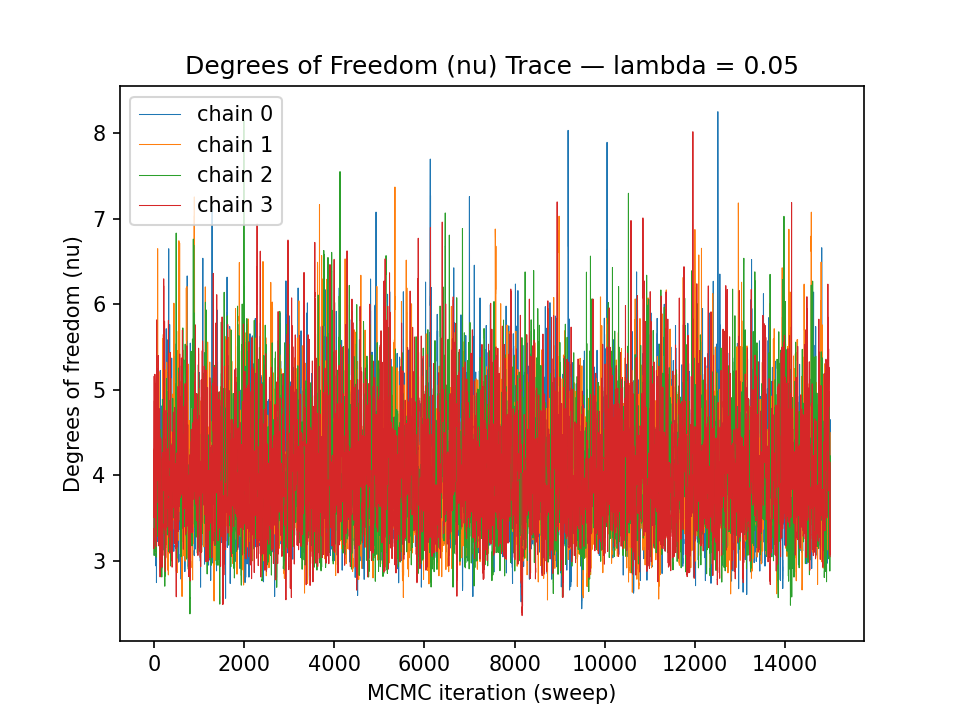 Degrees of Freedom (nu) Trace — lambda = 0.05
chain 0
chain 1
chain 2
chain 3
8
7
6
5
4
3
Degrees of freedom (nu)
0 2000 4000 6000 8000 10000 12000 14000
MCMC iteration (sweep)